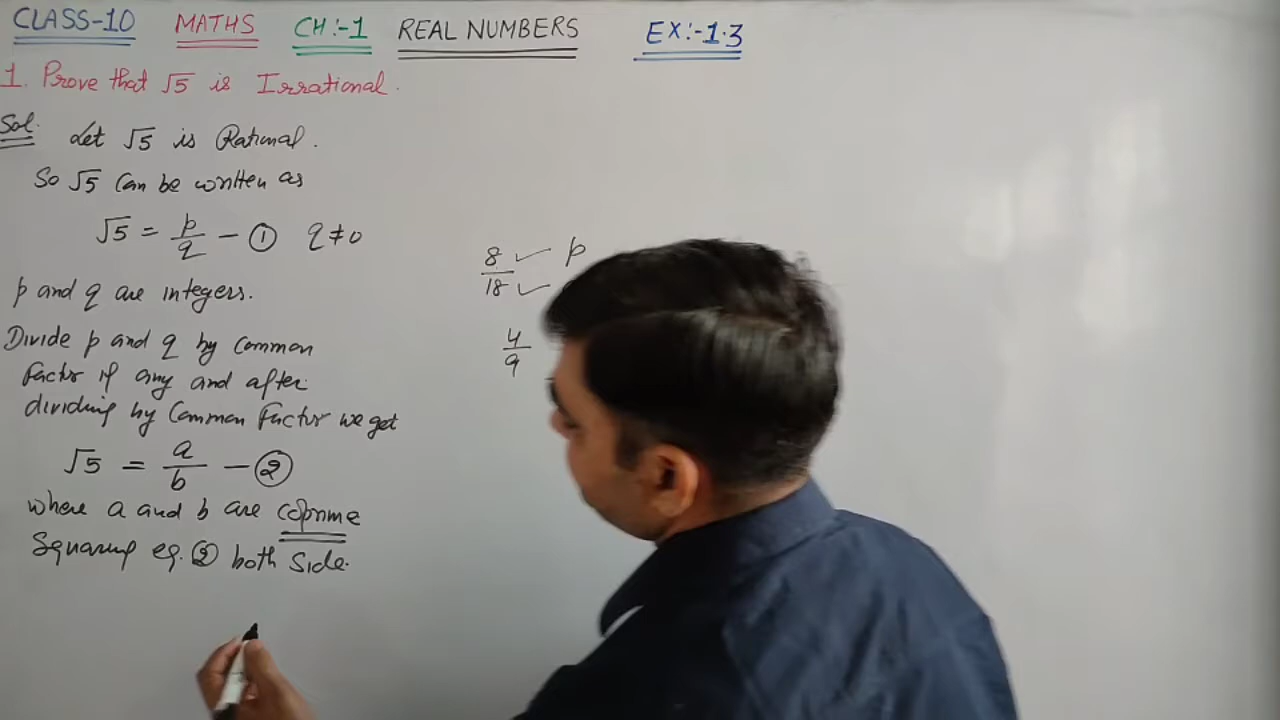 CLASS-10 MATHS CH:-1 REAL NUMBERS EX:-1.3
1. Prove that √5 is Irrational.
Sol. Let √5 is Rational.
So √5 Can be written as
√5 = p/q - ① q≠0
p and q are integers.
Divide p and q by Common
factor if any and after
dividing by Common factor we get
√5 = a/b - ②
where a and b are coprime
Squaring eq. ② both side.
8/18 p
4/9